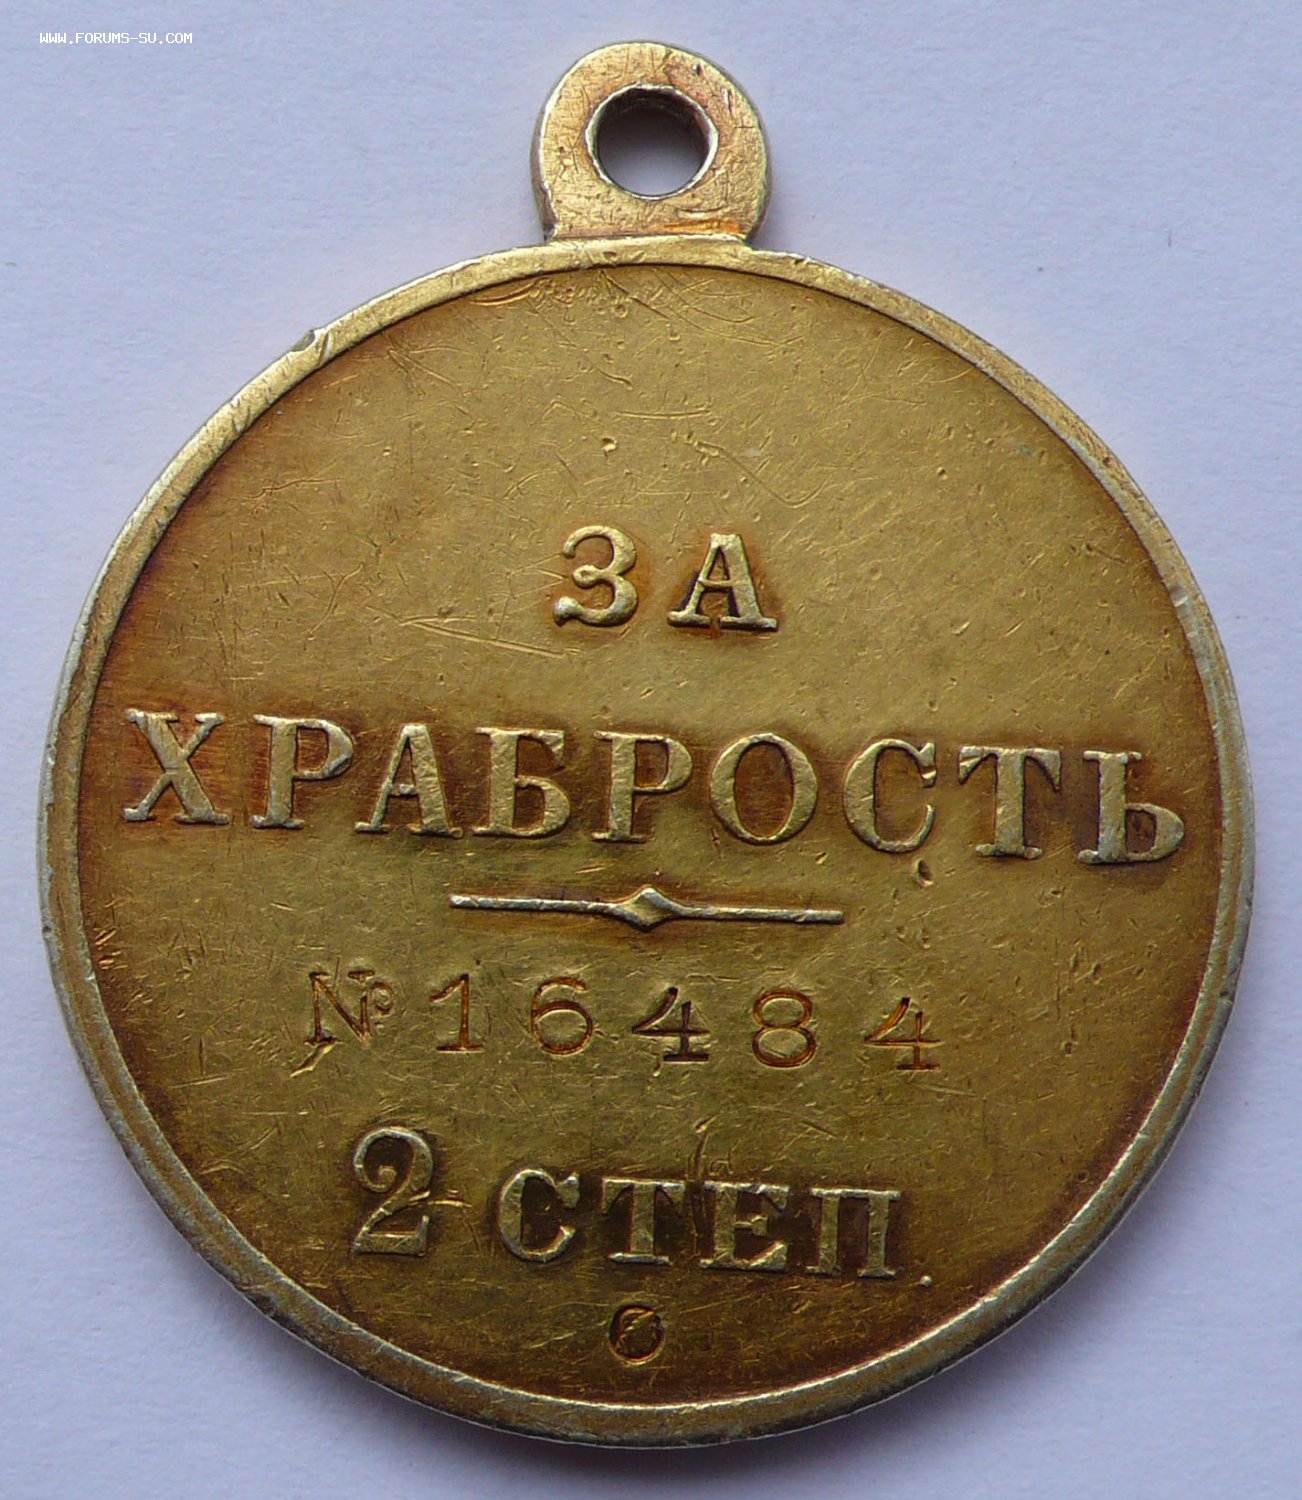 WWW.FORUMS-SU.COM
ЗА
ХРАБРОСТЬ
№ 16484
2 СТЕП.